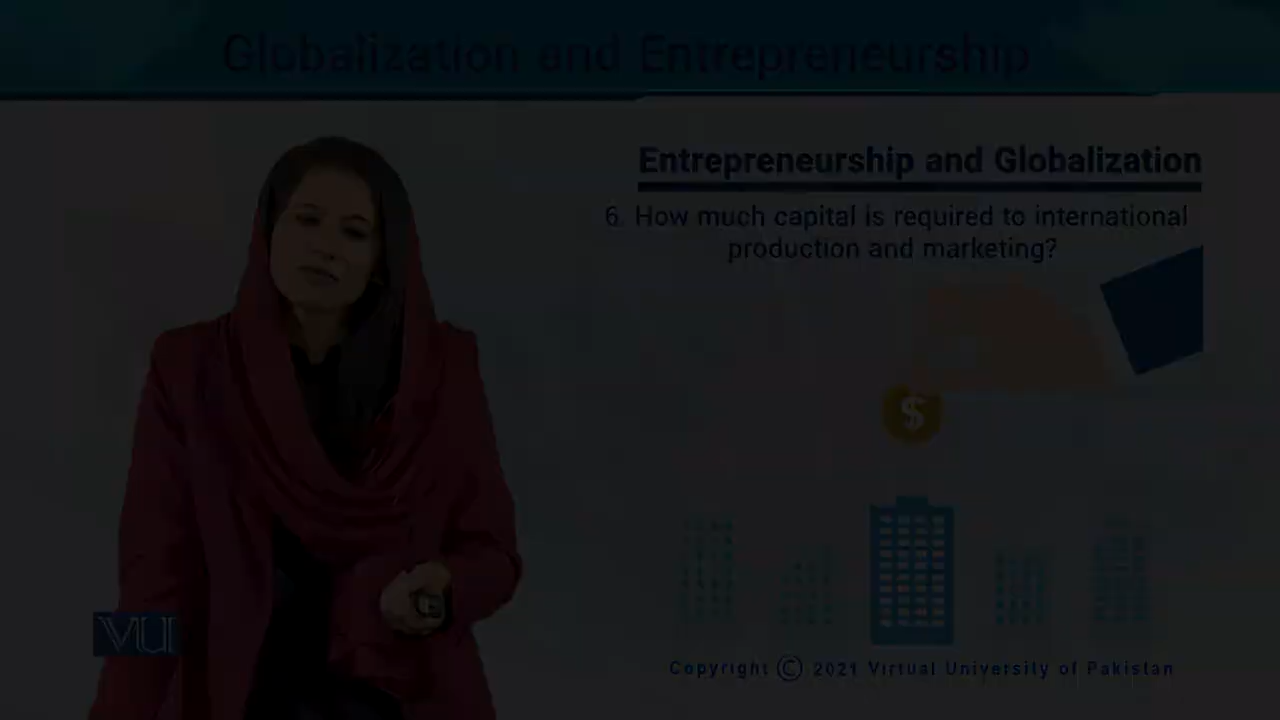 Globalization and Entrepreneurship
Entrepreneurship and Globalization
6. How much capital is required to international
production and marketing?
$
VU
Copyright © 2021 Virtual University of Pakistan